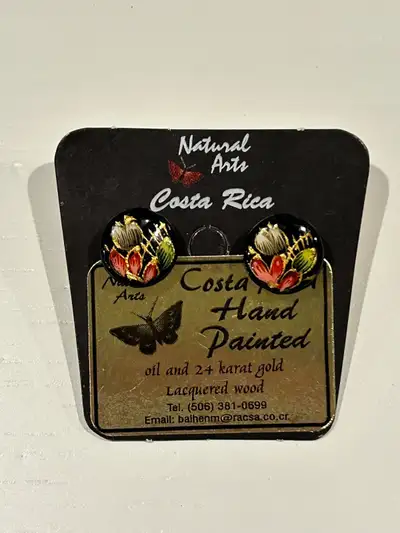 Natural
Arts
Costa Rica
Arts
Costa
Hand
Painted
oil and 24 karat gold
Lacquered wood
Tel. (506) 381-0699
Email: balhenm@racsa.co.cr.